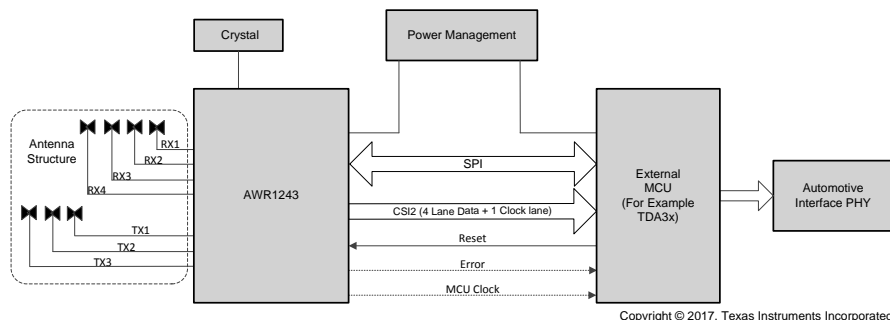 Crystal
Power Management
Antenna
Structure
RX1
RX2
RX3
RX4
TX1
TX2
TX3
AWR1243
SPI
CSI2 (4 Lane Data + 1 Clock lane)
Reset
Error
MCU Clock
External
MCU
(For Example
TDA3x)
Automotive
Interface PHY
Copyright © 2017, Texas Instruments Incorporated